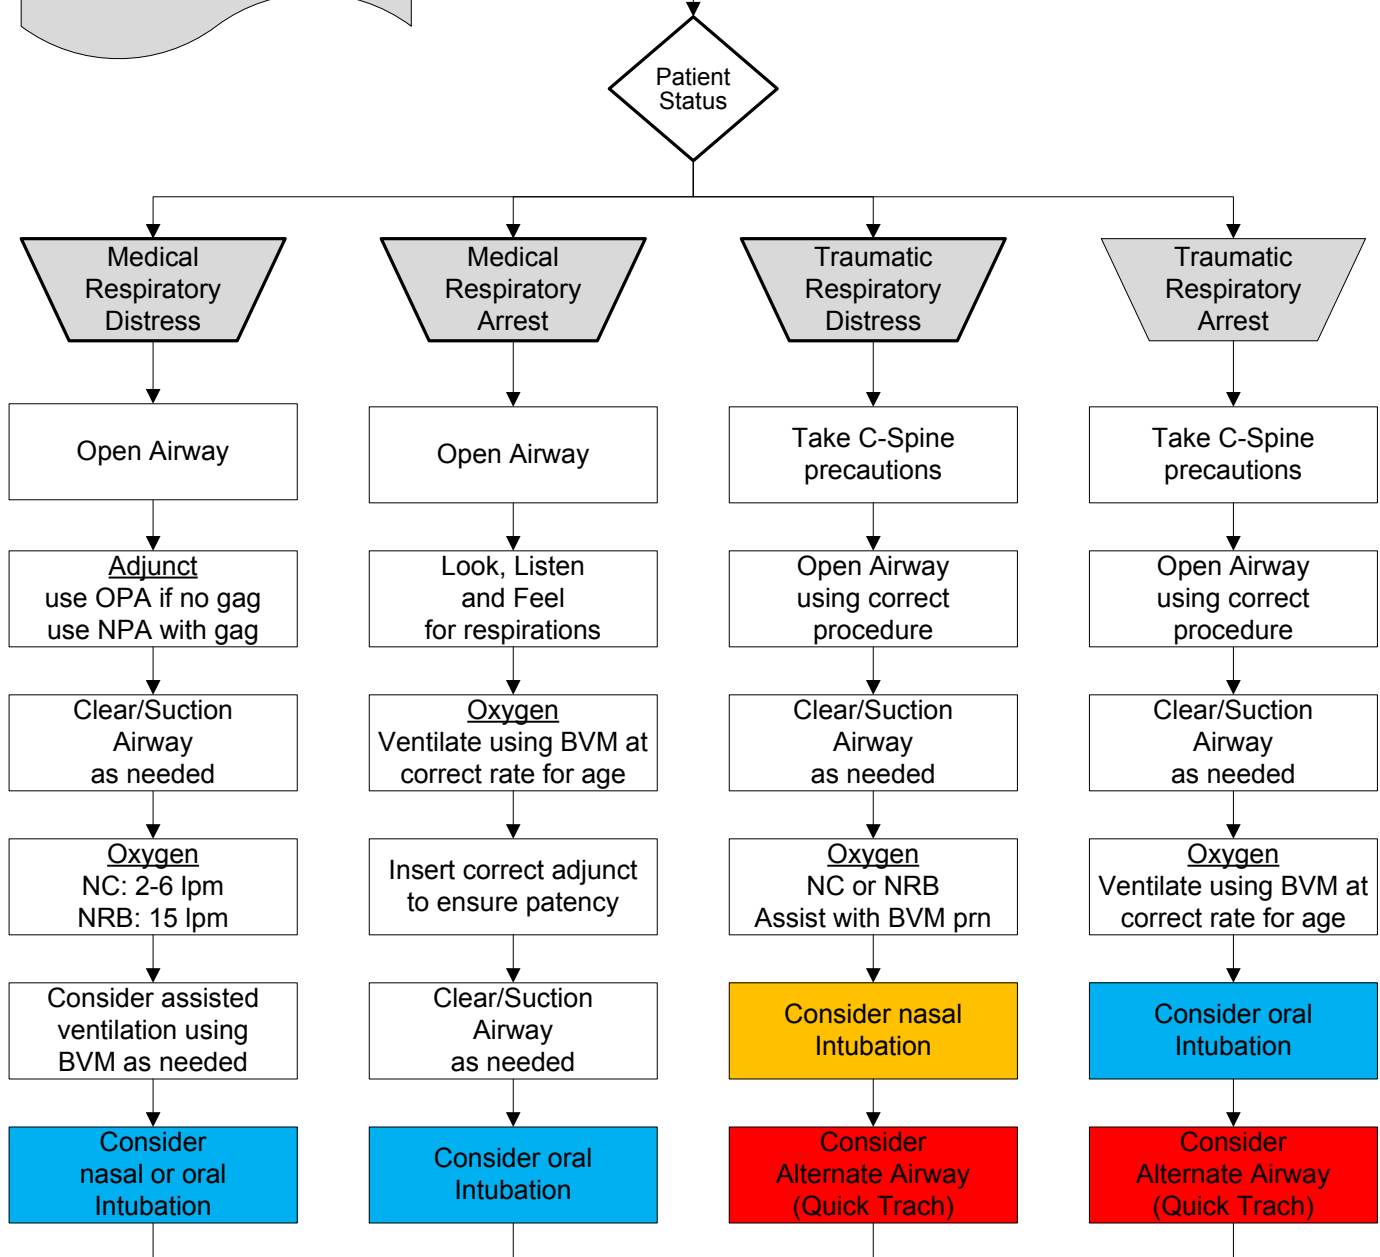 Patient
Status
Medical
Respiratory
Distress
Open Airway
Adjunct
use OPA if no gag
use NPA with gag
Clear/Suction
Airway
as needed
Oxygen
NC: 2-6 lpm
NRB: 15 lpm
Consider assisted
ventilation using
BVM as needed
Consider
nasal or oral
Intubation
Medical
Respiratory
Arrest
Open Airway
Look, Listen
and Feel
for respirations
Oxygen
Ventilate using BVM at
correct rate for age
Insert correct adjunct
to ensure patency
Clear/Suction
Airway
as needed
Consider oral
Intubation
Traumatic
Respiratory
Distress
Take C-Spine
precautions
Open Airway
using correct
procedure
Clear/Suction
Airway
as needed
Oxygen
NC or NRB
Assist with BVM prn
Consider nasal
Intubation
Consider
Alternate Airway
(Quick Trach)
Traumatic
Respiratory
Arrest
Take C-Spine
precautions
Open Airway
using correct
procedure
Clear/Suction
Airway
as needed
Oxygen
Ventilate using BVM at
correct rate for age
Consider oral
Intubation
Consider
Alternate Airway
(Quick Trach)